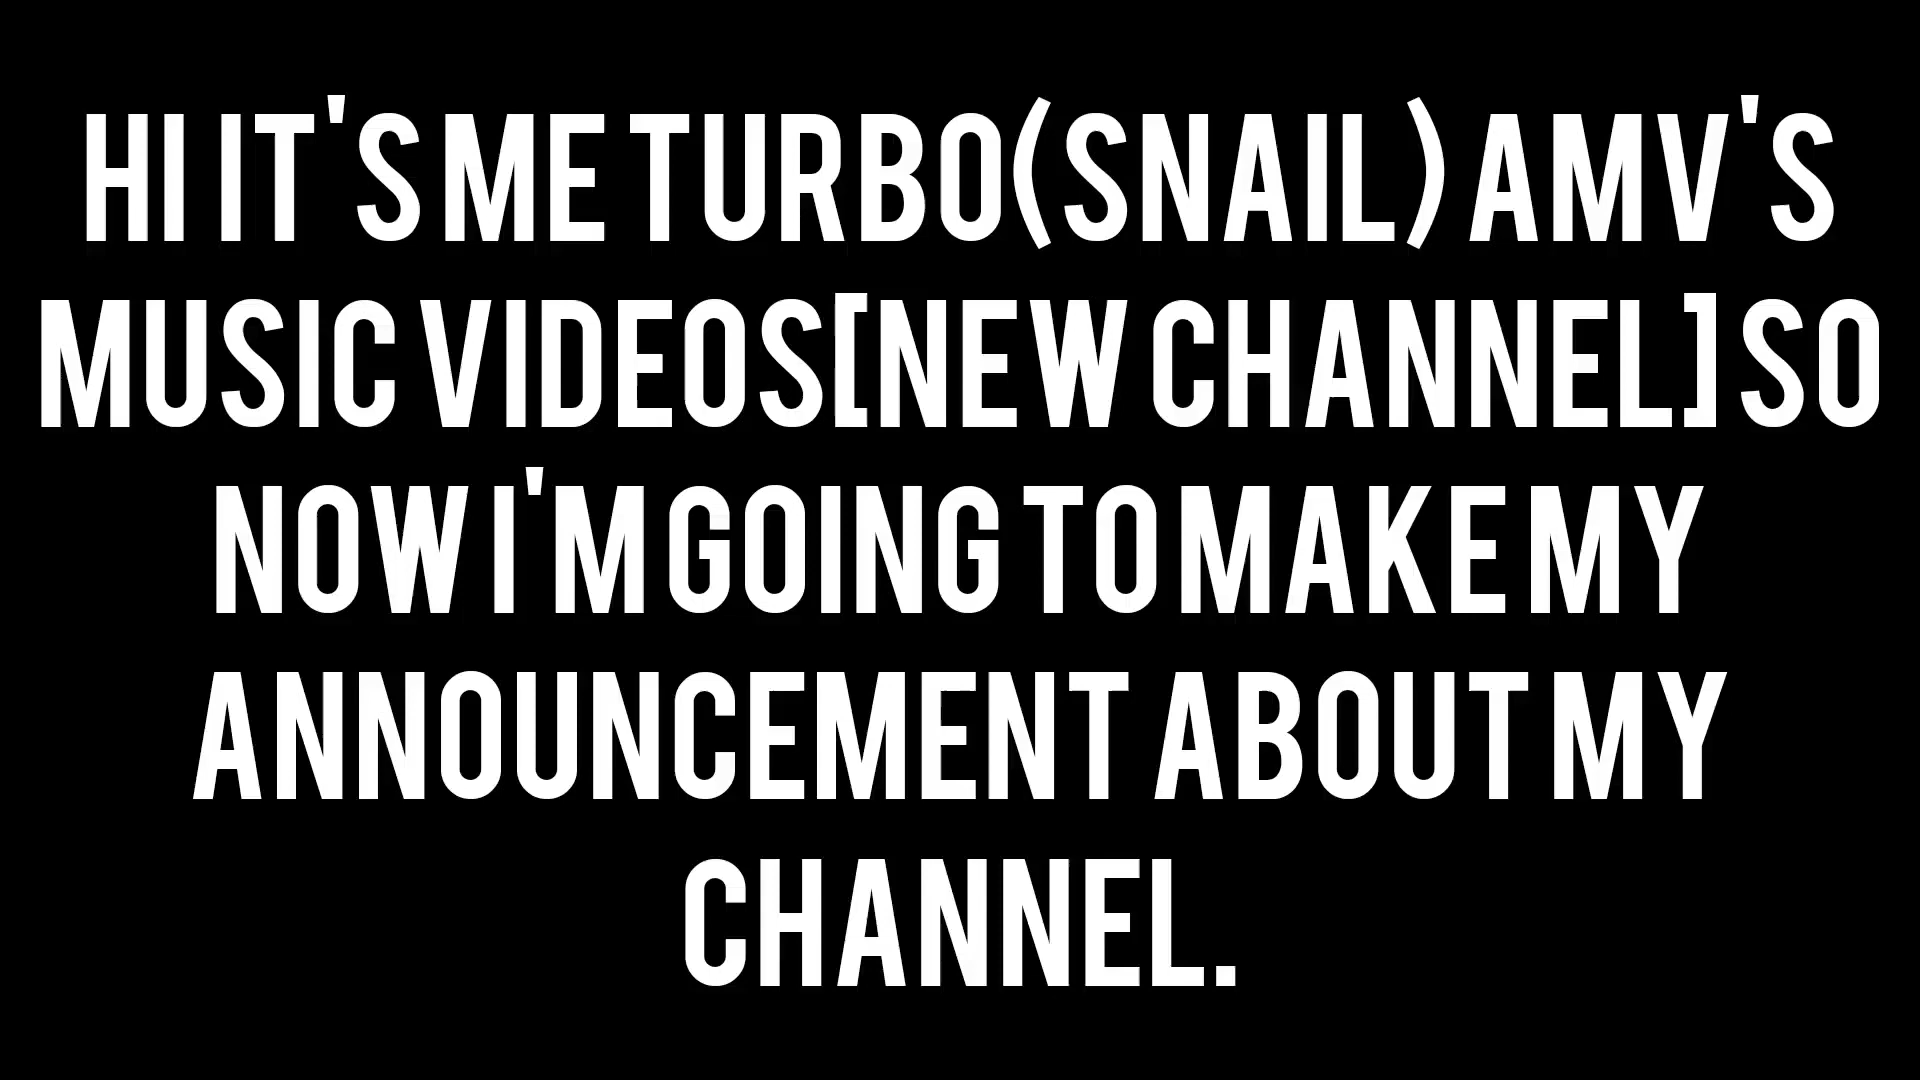 HI IT'S ME TURBO(SNAIL) AMV'S
MUSIC VIDEOS[NEW CHANNEL] SO
NOW I'M GOING TO MAKE MY
ANNOUNCEMENT ABOUT MY
CHANNEL.